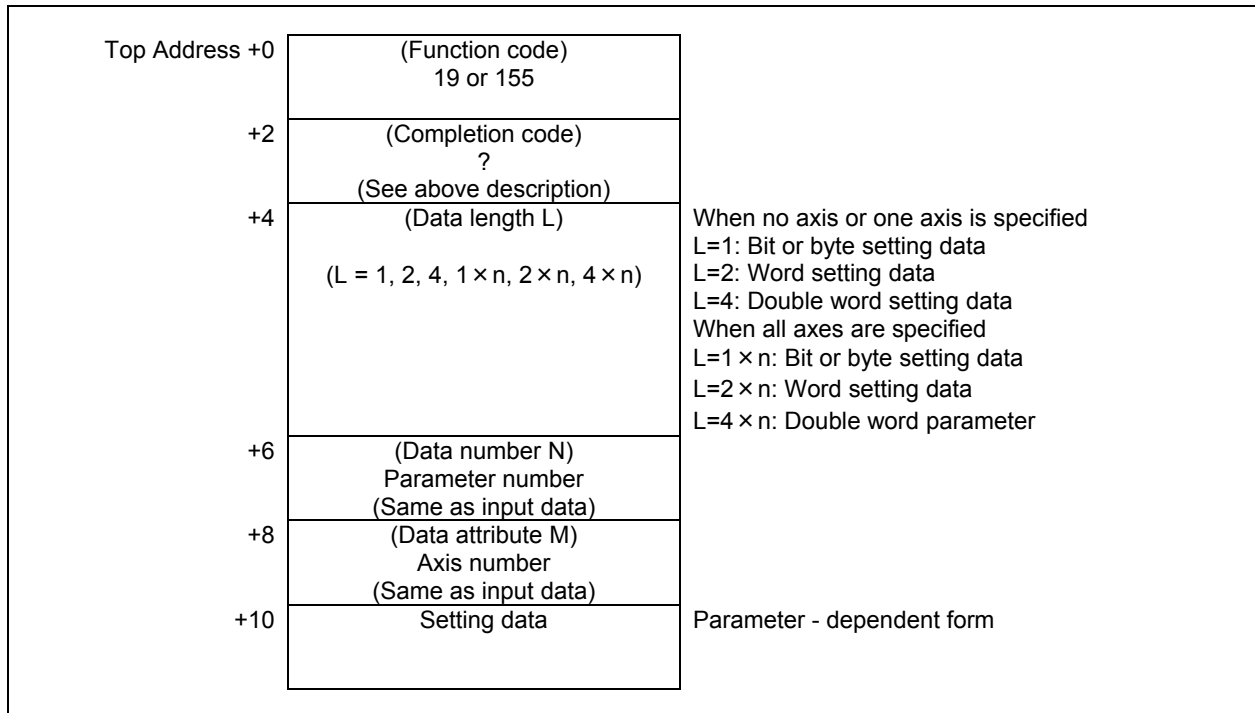 Top Address +0
(Function code)
19 or 155
+2
(Completion code)
?
(See above description)
+4
(Data length L)
(L = 1, 2, 4, 1×n, 2×n, 4×n)
When no axis or one axis is specified
L=1: Bit or byte setting data
L=2: Word setting data
L=4: Double word setting data
When all axes are specified
L=1×n: Bit or byte setting data
L=2×n: Word setting data
L=4×n: Double word parameter
+6
(Data number N)
Parameter number
(Same as input data)
+8
(Data attribute M)
Axis number
(Same as input data)
+10
Setting data
Parameter - dependent form